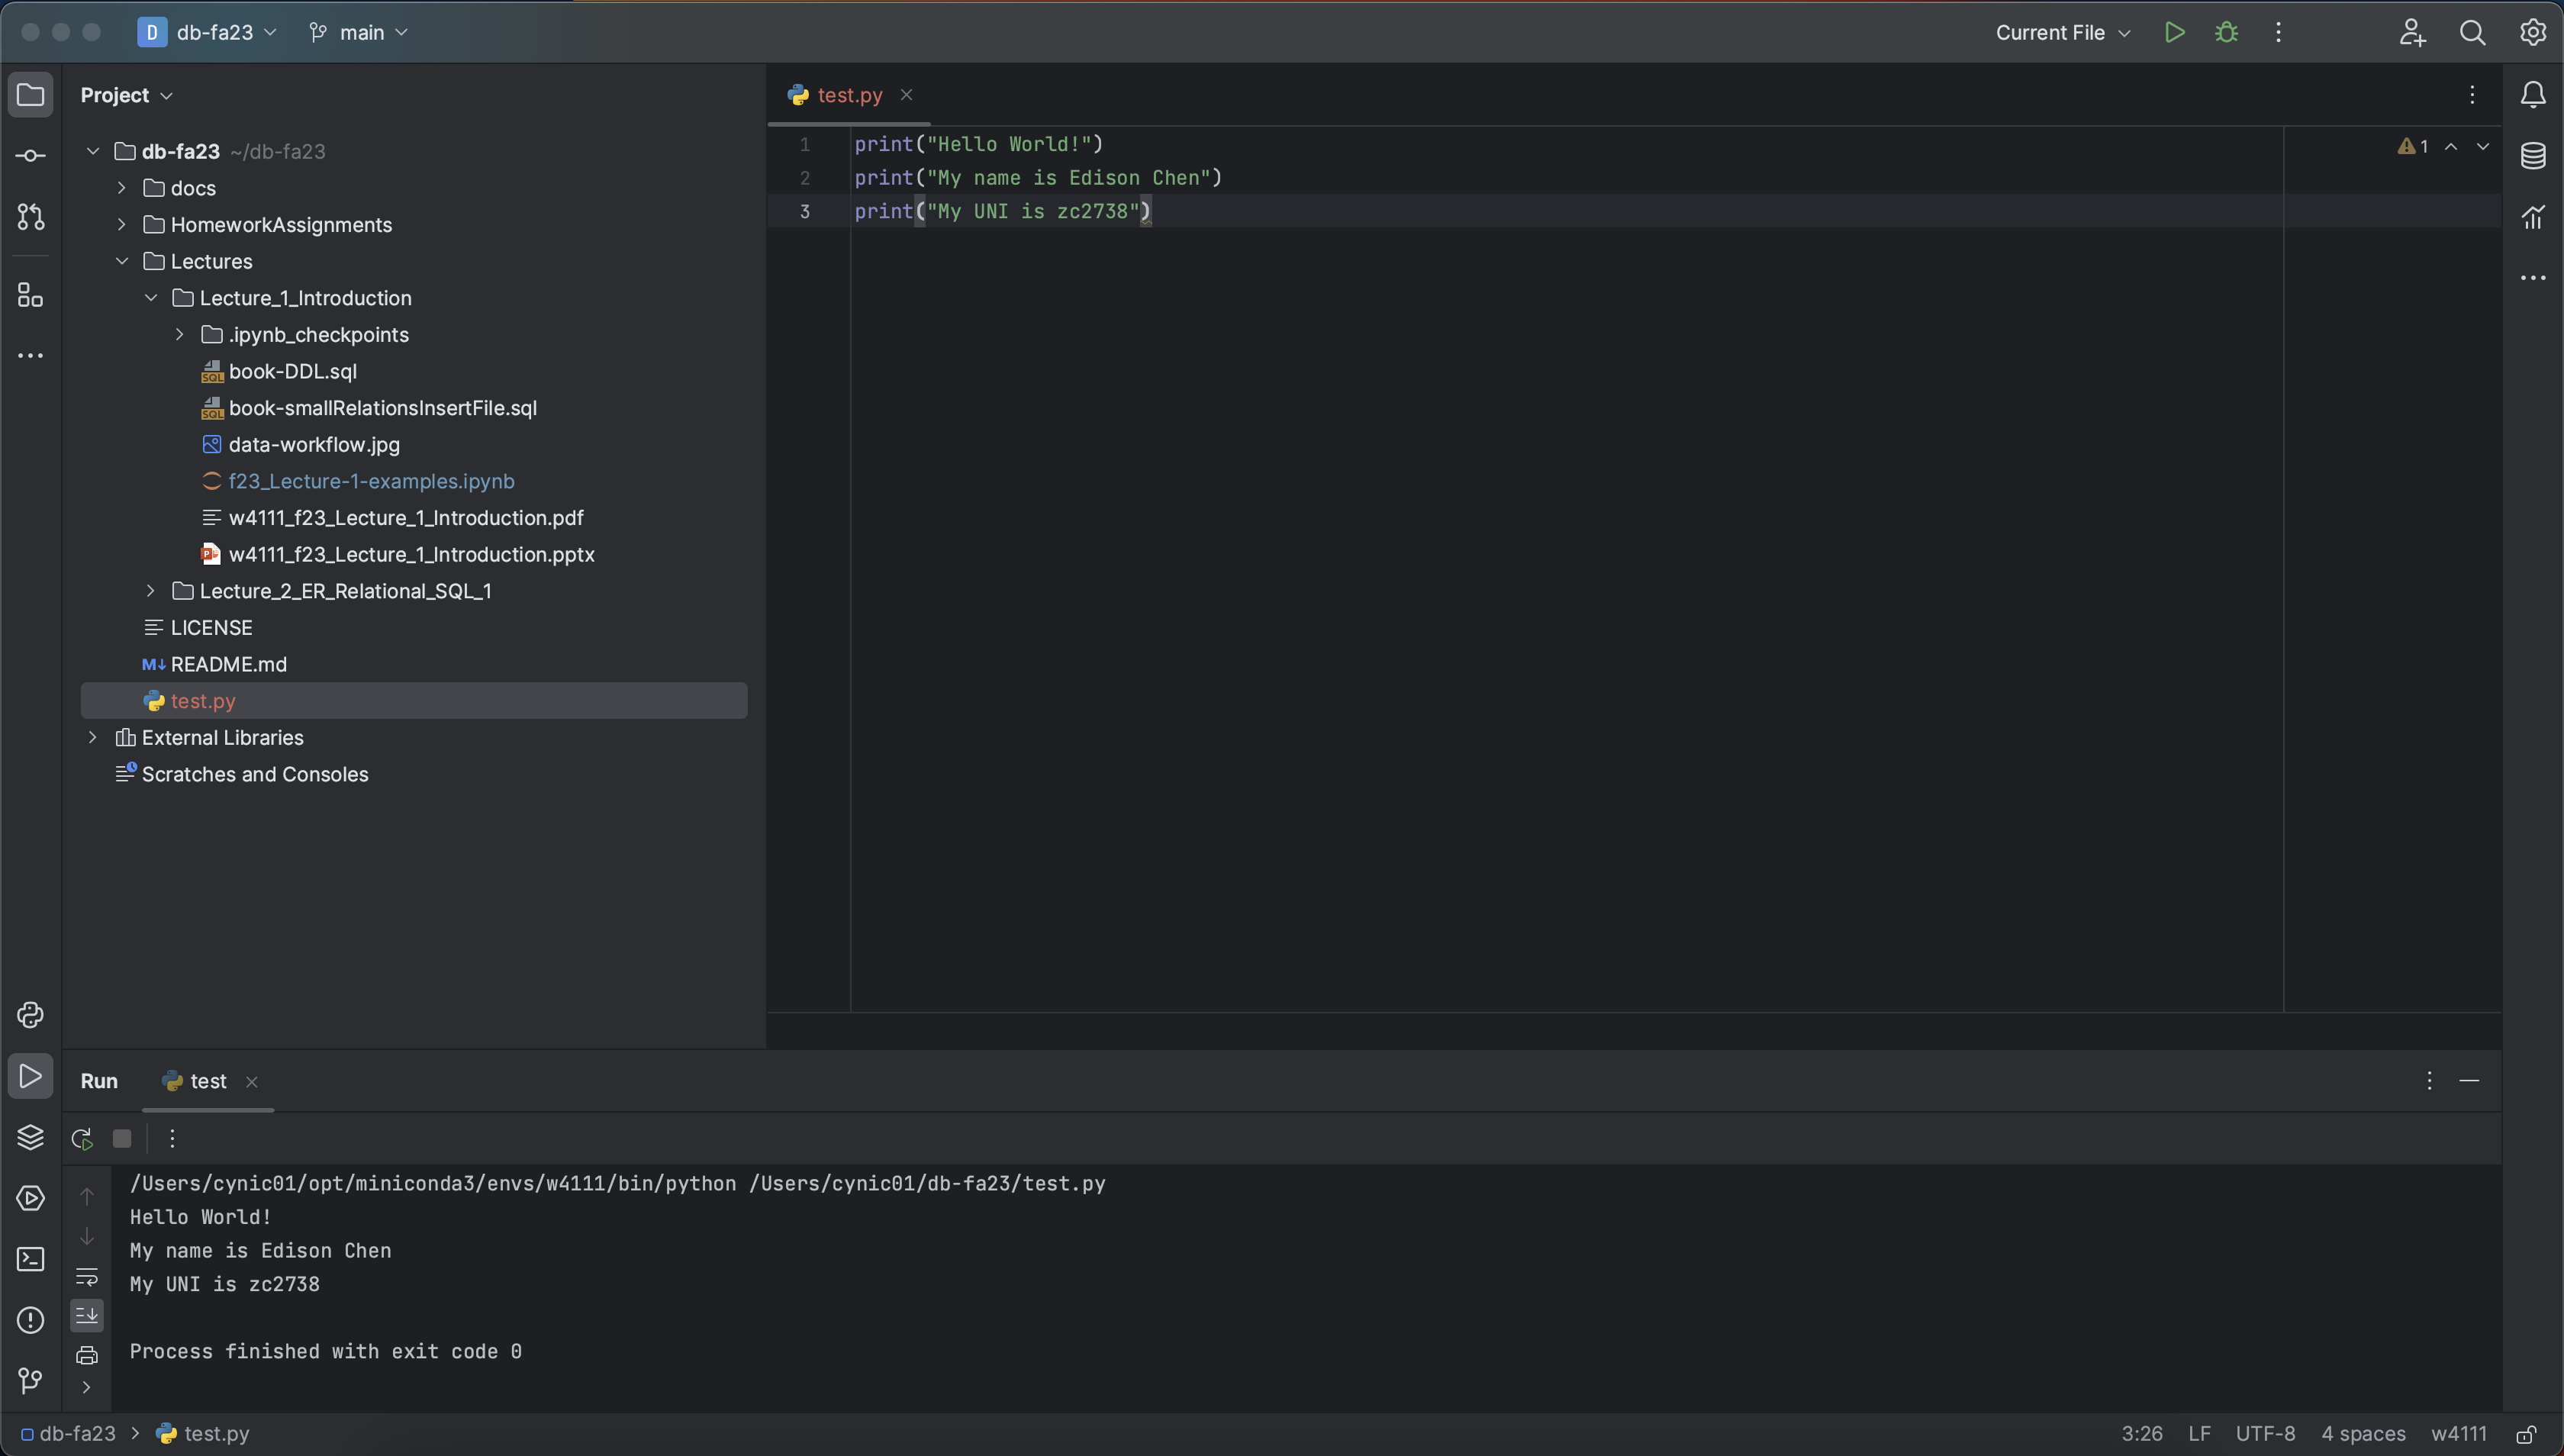 D db-fa23 main Current File
Project
test.py
db-fa23 ~/db-fa23
docs
HomeworkAssignments
Lectures
Lecture_1_Introduction
.ipynb_checkpoints
SQL book-DDL.sql
SQL book-smallRelationsInsertFile.sql
data-workflow.jpg
f23_Lecture-1-examples.ipynb
w4111_f23_Lecture_1_Introduction.pdf
P w4111_f23_Lecture_1_Introduction.pptx
Lecture_2_ER_Relational_SQL_1
LICENSE
M↓ README.md
test.py
External Libraries
Scratches and Consoles
1 print("Hello World!")
2 print("My name is Edison Chen")
3 print("My UNI is zc2738")
1
Run test
/Users/cynic01/opt/miniconda3/envs/w4111/bin/python /Users/cynic01/db-fa23/test.py
Hello World!
My name is Edison Chen
My UNI is zc2738
Process finished with exit code 0
db-fa23 > test.py 3:26 LF UTF-8 4 spaces w4111